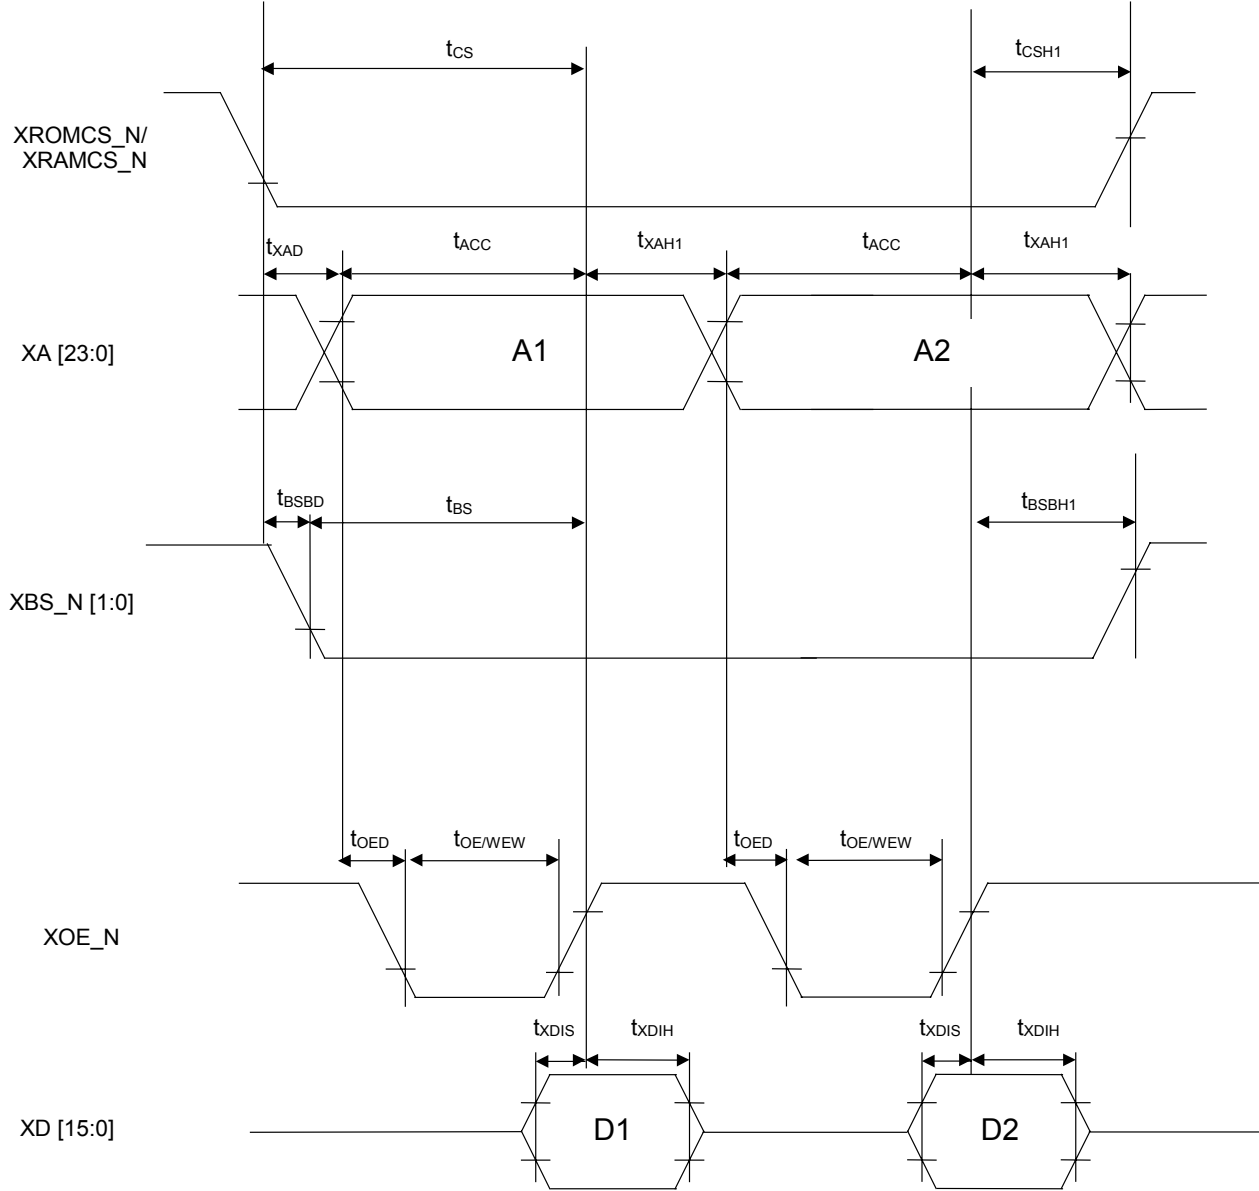 tCS
tCSH1
XROMCS_N/
XRAMCS_N
tXAD
tACC
tXAH1
tACC
tXAH1
XA [23:0]
A1
A2
tBSBD
tBS
tBSBH1
XBS_N [1:0]
tOED
tOE/WEW
tOED
tOE/WEW
XOE_N
tXDIS
tXDIH
tXDIS
tXDIH
XD [15:0]
D1
D2